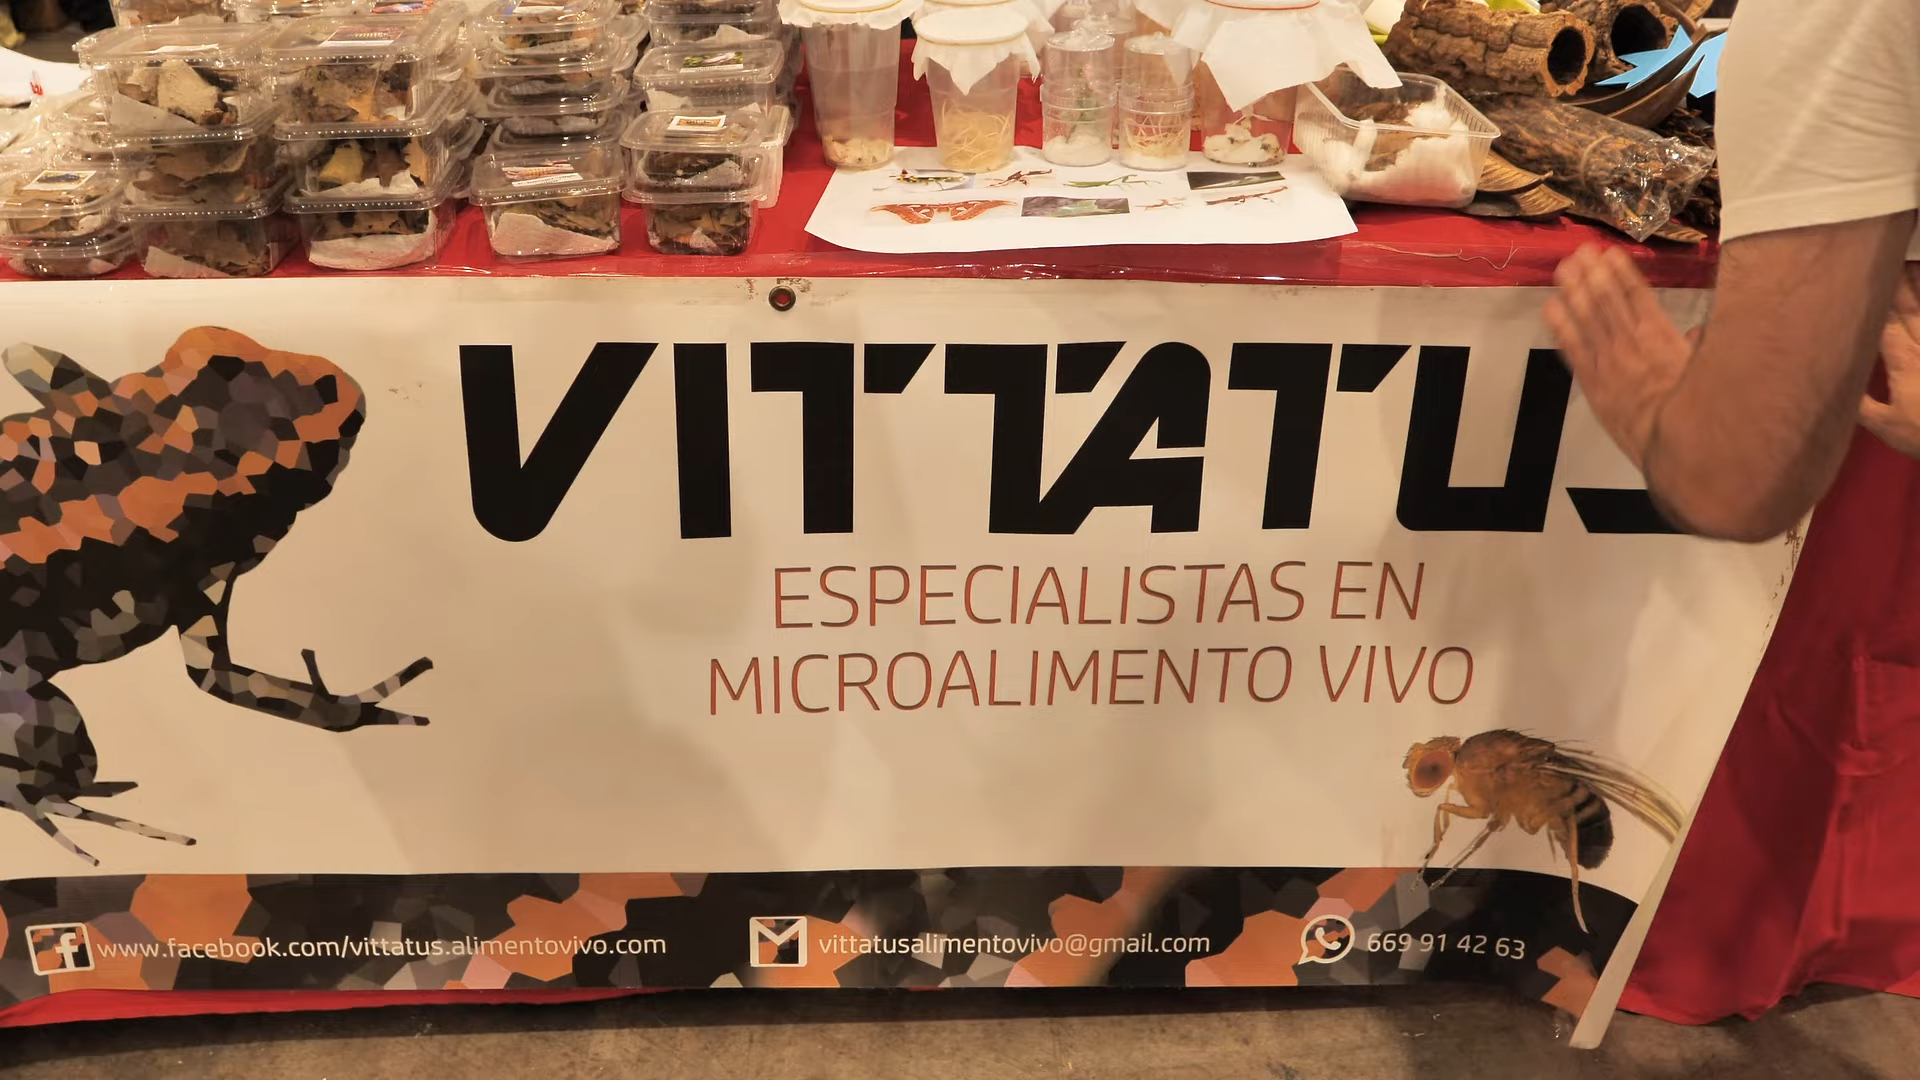 VITTATUS
ESPECIALISTAS EN
MICROALIMENTO VIVO
www.facebook.com/vittatus.alimentovivo.com
vittatusalimentovivo@gmail.com
669 91 42 63